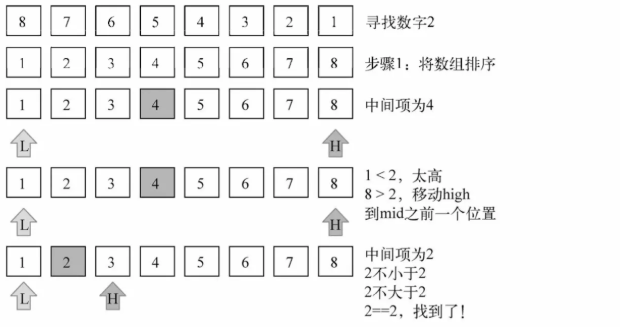 8 7 6 5 4 3 2 1 寻找数字2
1 2 3 4 5 6 7 8 步骤1：将数组排序
1 2 3 4 5 6 7 8 中间项为4
L H
1 2 3 4 5 6 7 8 1 < 2，太高
8 > 2，移动high
L H 到mid之前一个位置
1 2 3 4 5 6 7 8 中间项为2
2不小于2
L H 2不大于2
2==2，找到了！